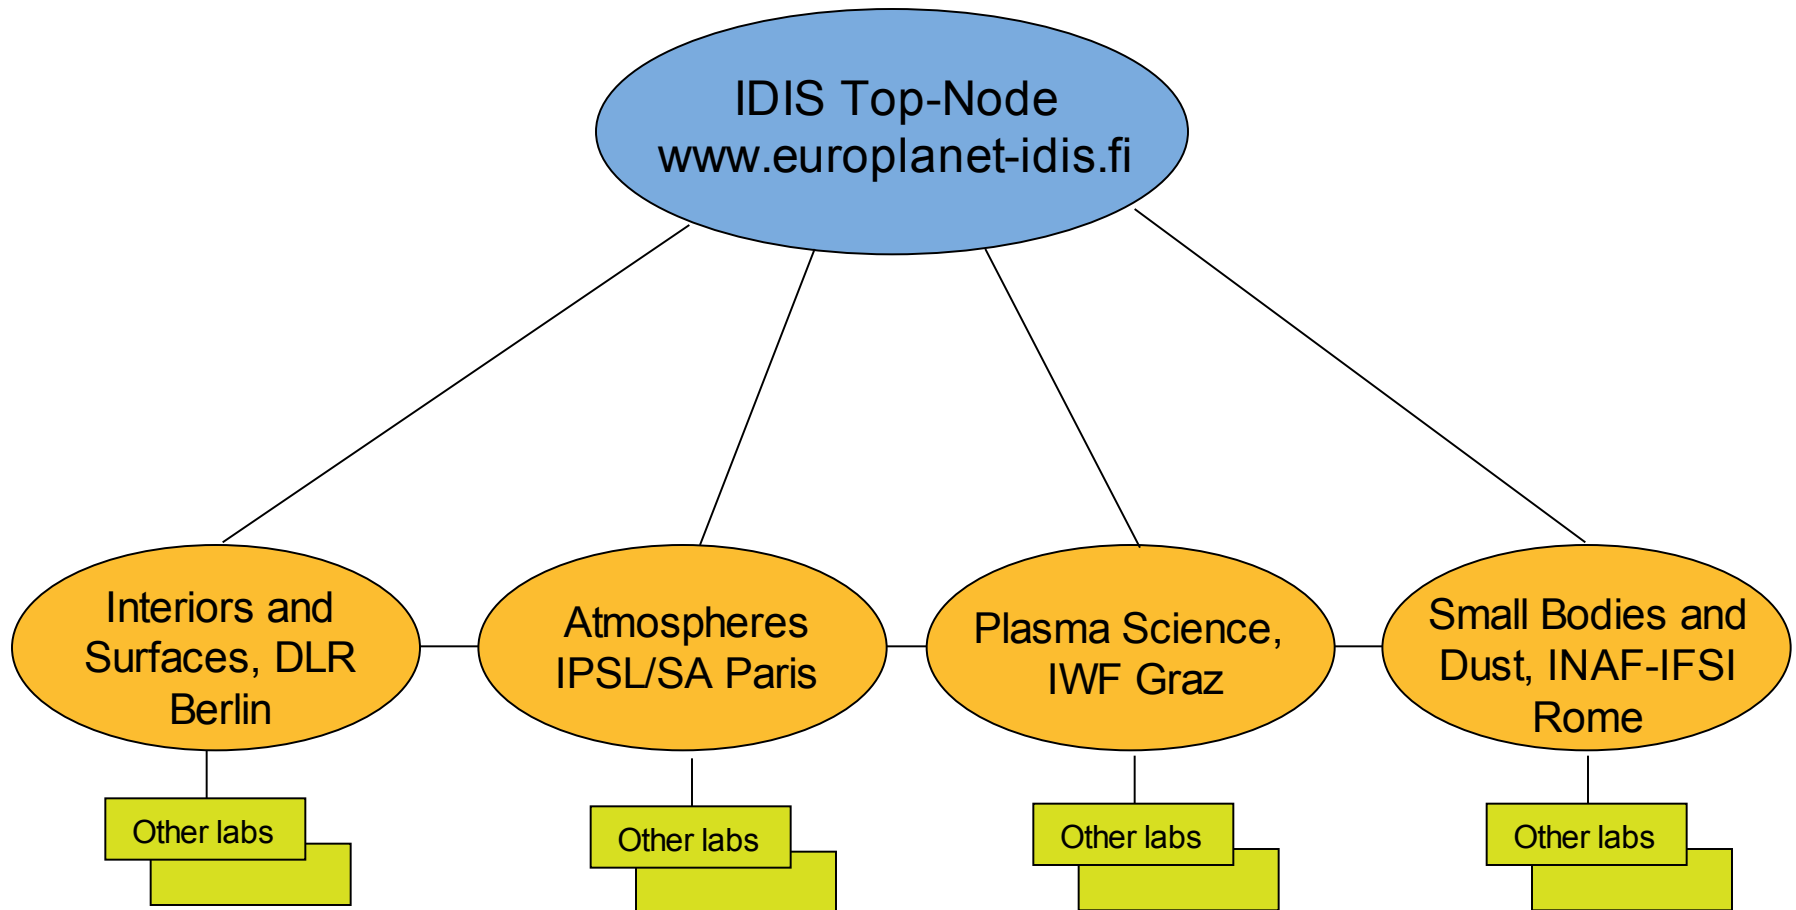 IDIS Top-Node
www.europlanet-idis.fi
Interiors and
Surfaces, DLR
Berlin
Atmospheres
IPSL/SA Paris
Plasma Science,
IWF Graz
Small Bodies and
Dust, INAF-IFSI
Rome
Other labs
Other labs
Other labs
Other labs